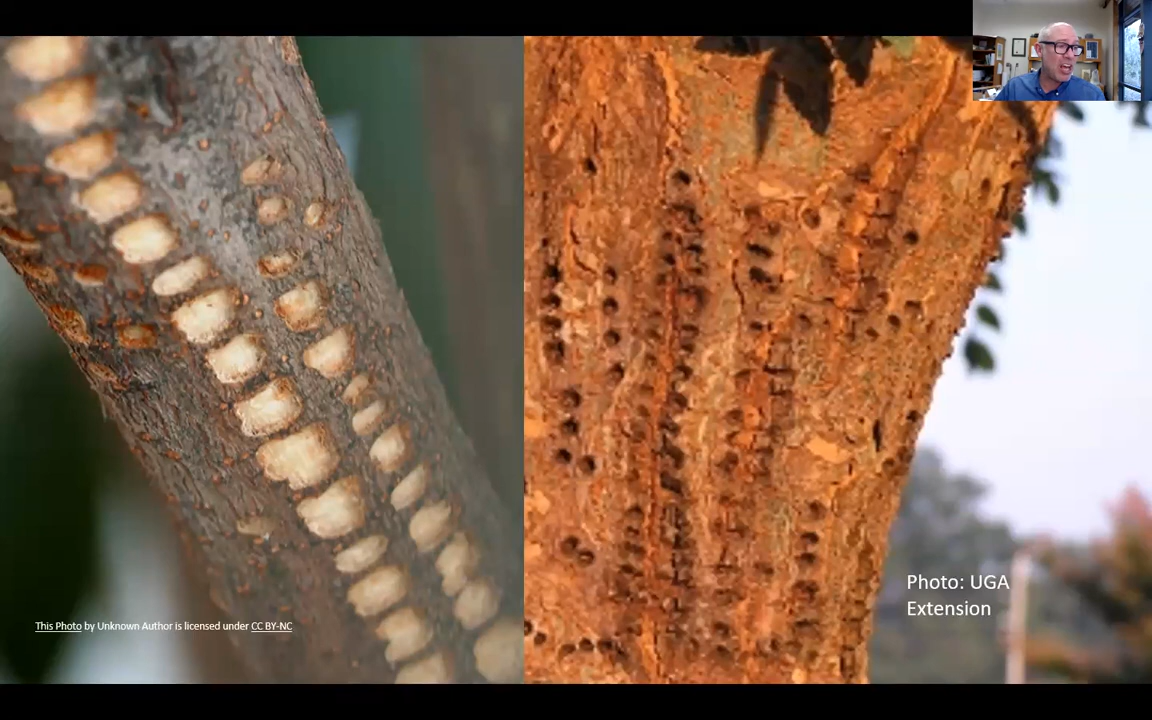 Photo: UGA
Extension
This Photo by Unknown Author is licensed under CC BY-NC